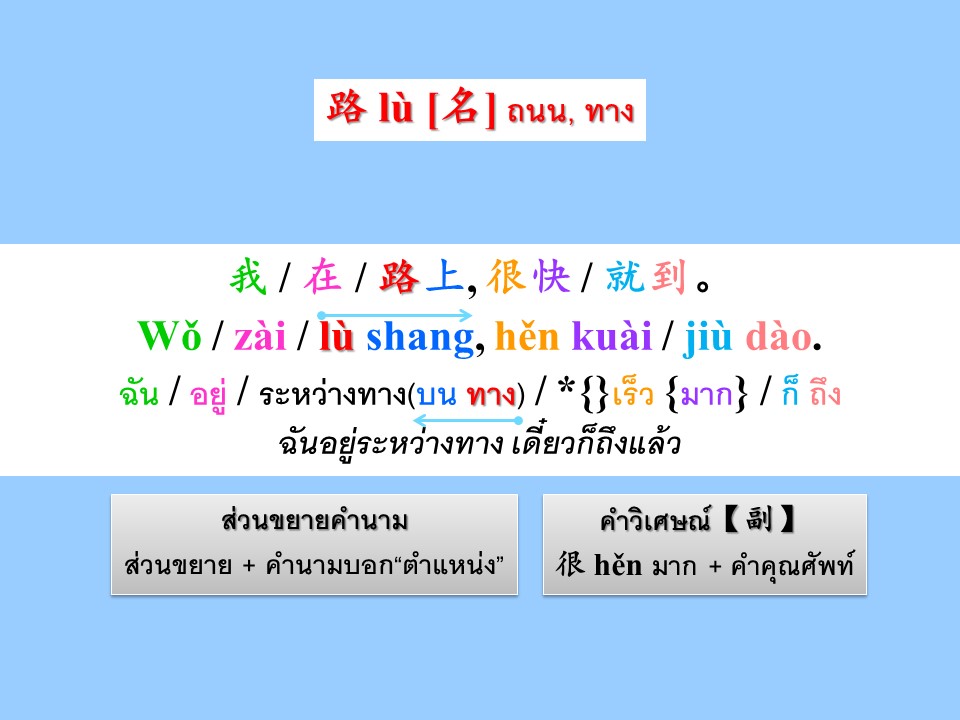 路 lù [名] ถนน, ทาง
我 / 在 / 路上, 很快 / 就到。
Wǒ / zài / lù shang, hěn kuài / jiù dào.
ฉัน / อยู่ / ระหว่างทาง(บน ทาง) / *{}เร็ว {มาก} / ก็ ถึง
ฉันอยู่ระหว่างทาง เดี๋ยวก็ถึงแล้ว
ส่วนขยายคำนาม
ส่วนขยาย + คำนามบอก“ตำแหน่ง”
คำวิเศษณ์【副】
很 hěn มาก + คำคุณศัพท์